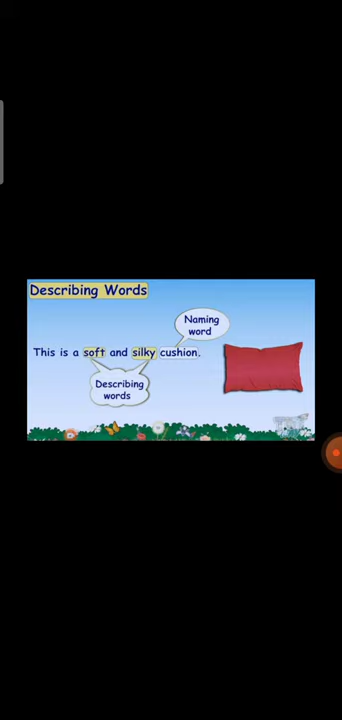 Describing Words
Naming
word
This is a soft and silky cushion.
Describing
words